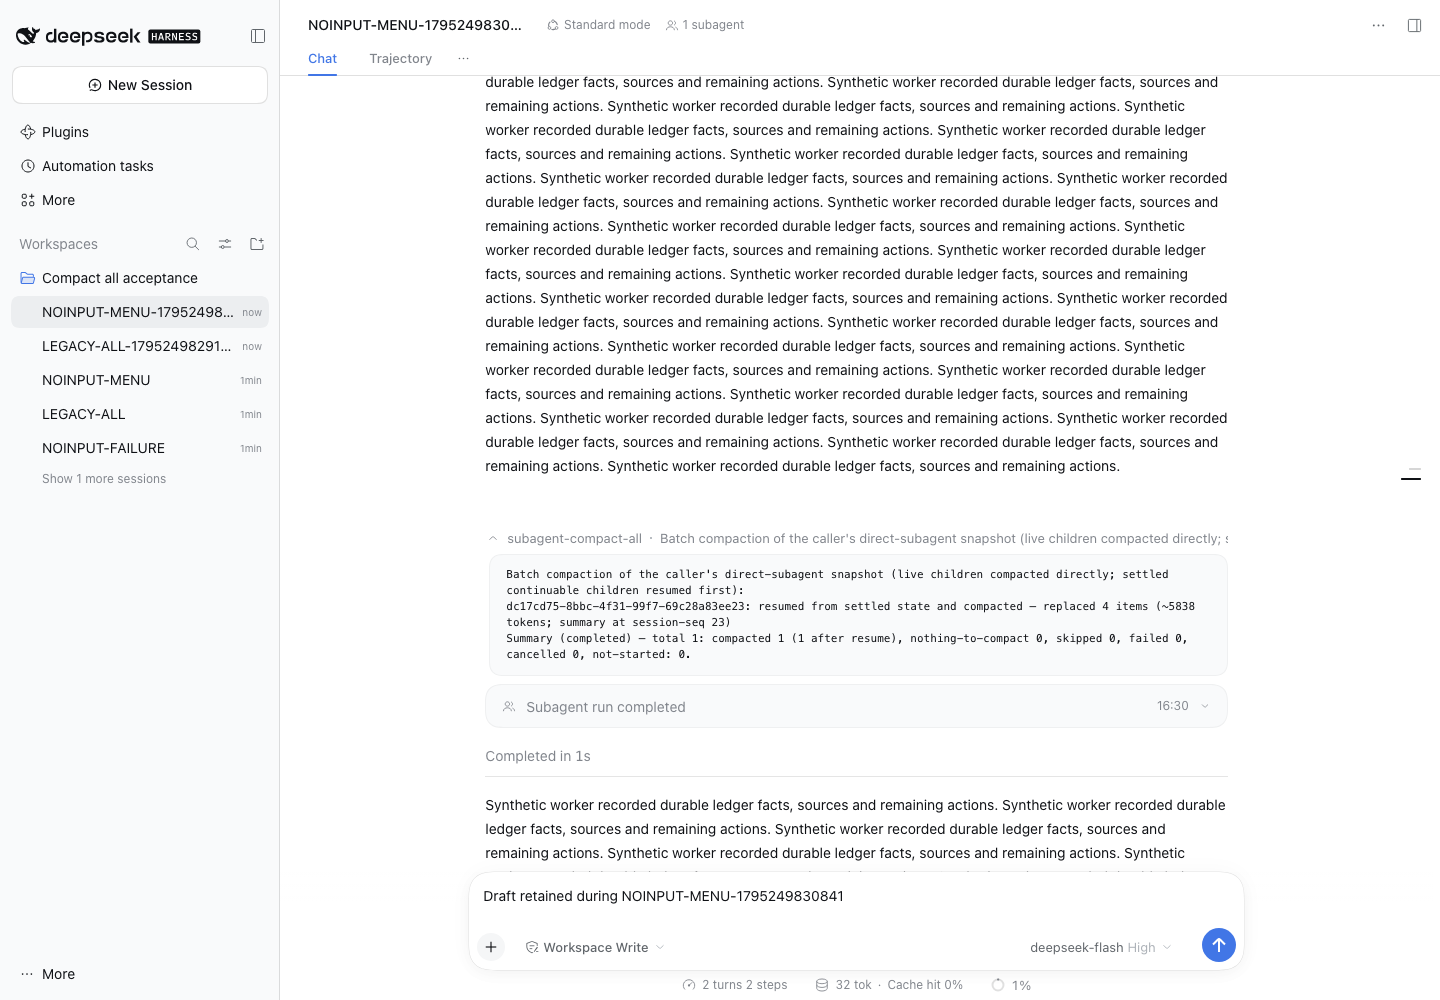 deepseek HARNESS
New Session
Plugins
Automation tasks
More
Workspaces
Compact all acceptance
NOINPUT-MENU-17952498... now
LEGACY-ALL-17952498291... now
NOINPUT-MENU 1min
LEGACY-ALL 1min
NOINPUT-FAILURE 1min
Show 1 more sessions
More
NOINPUT-MENU-1795249830... Standard mode 1 subagent
Chat Trajectory
durable ledger facts, sources and remaining actions. Synthetic worker recorded durable ledger facts, sources and
remaining actions. Synthetic worker recorded durable ledger facts, sources and remaining actions. Synthetic
worker recorded durable ledger facts, sources and remaining actions. Synthetic worker recorded durable ledger
facts, sources and remaining actions. Synthetic worker recorded durable ledger facts, sources and remaining
actions. Synthetic worker recorded durable ledger facts, sources and remaining actions. Synthetic worker recorded
durable ledger facts, sources and remaining actions. Synthetic worker recorded durable ledger facts, sources and
remaining actions. Synthetic worker recorded durable ledger facts, sources and remaining actions. Synthetic
worker recorded durable ledger facts, sources and remaining actions. Synthetic worker recorded durable ledger
facts, sources and remaining actions. Synthetic worker recorded durable ledger facts, sources and remaining
actions. Synthetic worker recorded durable ledger facts, sources and remaining actions. Synthetic worker recorded
durable ledger facts, sources and remaining actions. Synthetic worker recorded durable ledger facts, sources and
remaining actions. Synthetic worker recorded durable ledger facts, sources and remaining actions. Synthetic
worker recorded durable ledger facts, sources and remaining actions. Synthetic worker recorded durable ledger
facts, sources and remaining actions. Synthetic worker recorded durable ledger facts, sources and remaining
actions. Synthetic worker recorded durable ledger facts, sources and remaining actions. Synthetic worker recorded
durable ledger facts, sources and remaining actions. Synthetic worker recorded durable ledger facts, sources and
remaining actions. Synthetic worker recorded durable ledger facts, sources and remaining actions.
subagent-compact-all · Batch compaction of the caller's direct-subagent snapshot (live children compacted directly;
Batch compaction of the caller's direct-subagent snapshot (live children compacted directly; settled
continuable children resumed first):
dc17cd75-8bbc-4f31-99f7-69c28a83ee23: resumed from settled state and compacted — replaced 4 items (~5838
tokens; summary at session-seq 23)
Summary (completed) — total 1: compacted 1 (1 after resume), nothing-to-compact 0, skipped 0, failed 0,
cancelled 0, not-started: 0.
Subagent run completed 16:30
Completed in 1s
Synthetic worker recorded durable ledger facts, sources and remaining actions. Synthetic worker recorded durable
ledger facts, sources and remaining actions. Synthetic worker recorded durable ledger facts, sources and
remaining actions. Synthetic worker recorded durable ledger facts, sources and remaining actions. Synthetic
Draft retained during NOINPUT-MENU-1795249830841
Workspace Write deepseek-flash High
2 turns 2 steps 32 tok · Cache hit 0% 1%